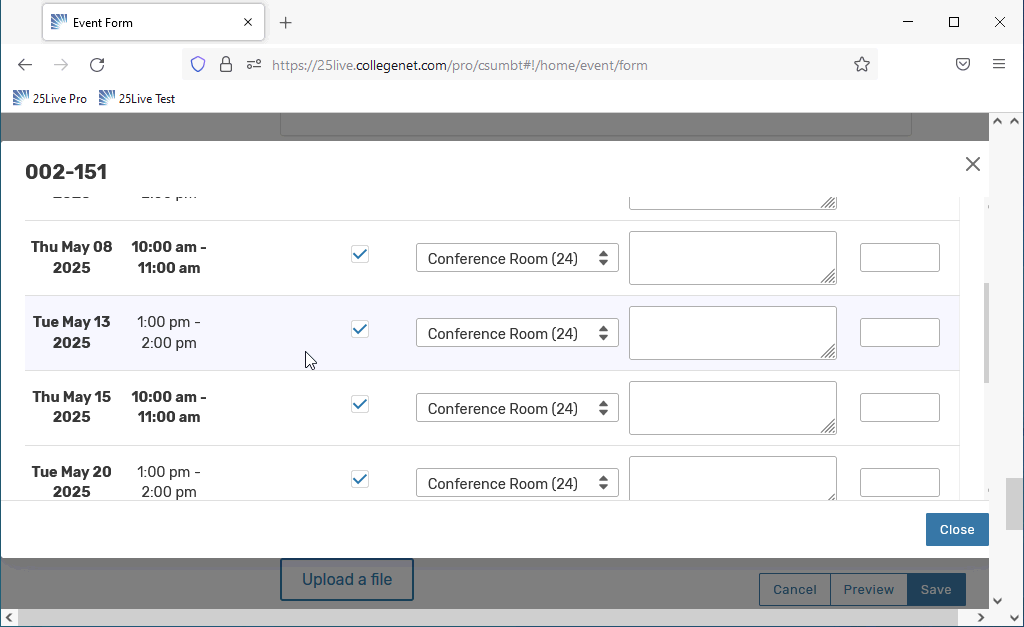 Event Form
https://25live.collegenet.com/pro/csumbt#!/home/event/form
25Live Pro
25Live Test
002-151
Thu May 08 2025
10:00 am - 11:00 am
Conference Room (24)
Tue May 13 2025
1:00 pm - 2:00 pm
Conference Room (24)
Thu May 15 2025
10:00 am - 11:00 am
Conference Room (24)
Tue May 20 2025
1:00 pm - 2:00 pm
Conference Room (24)
Close
Upload a file
Cancel
Preview
Save